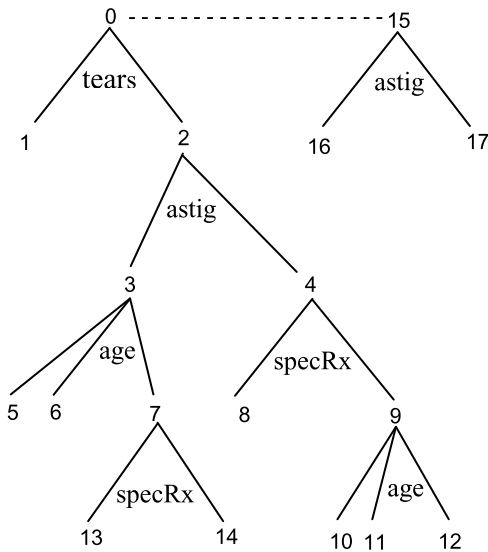 0 15
tears astig
1 2 16 17
astig
3 4
age specRx
5 6 7 8 9
specRx age
13 14 10 11 12